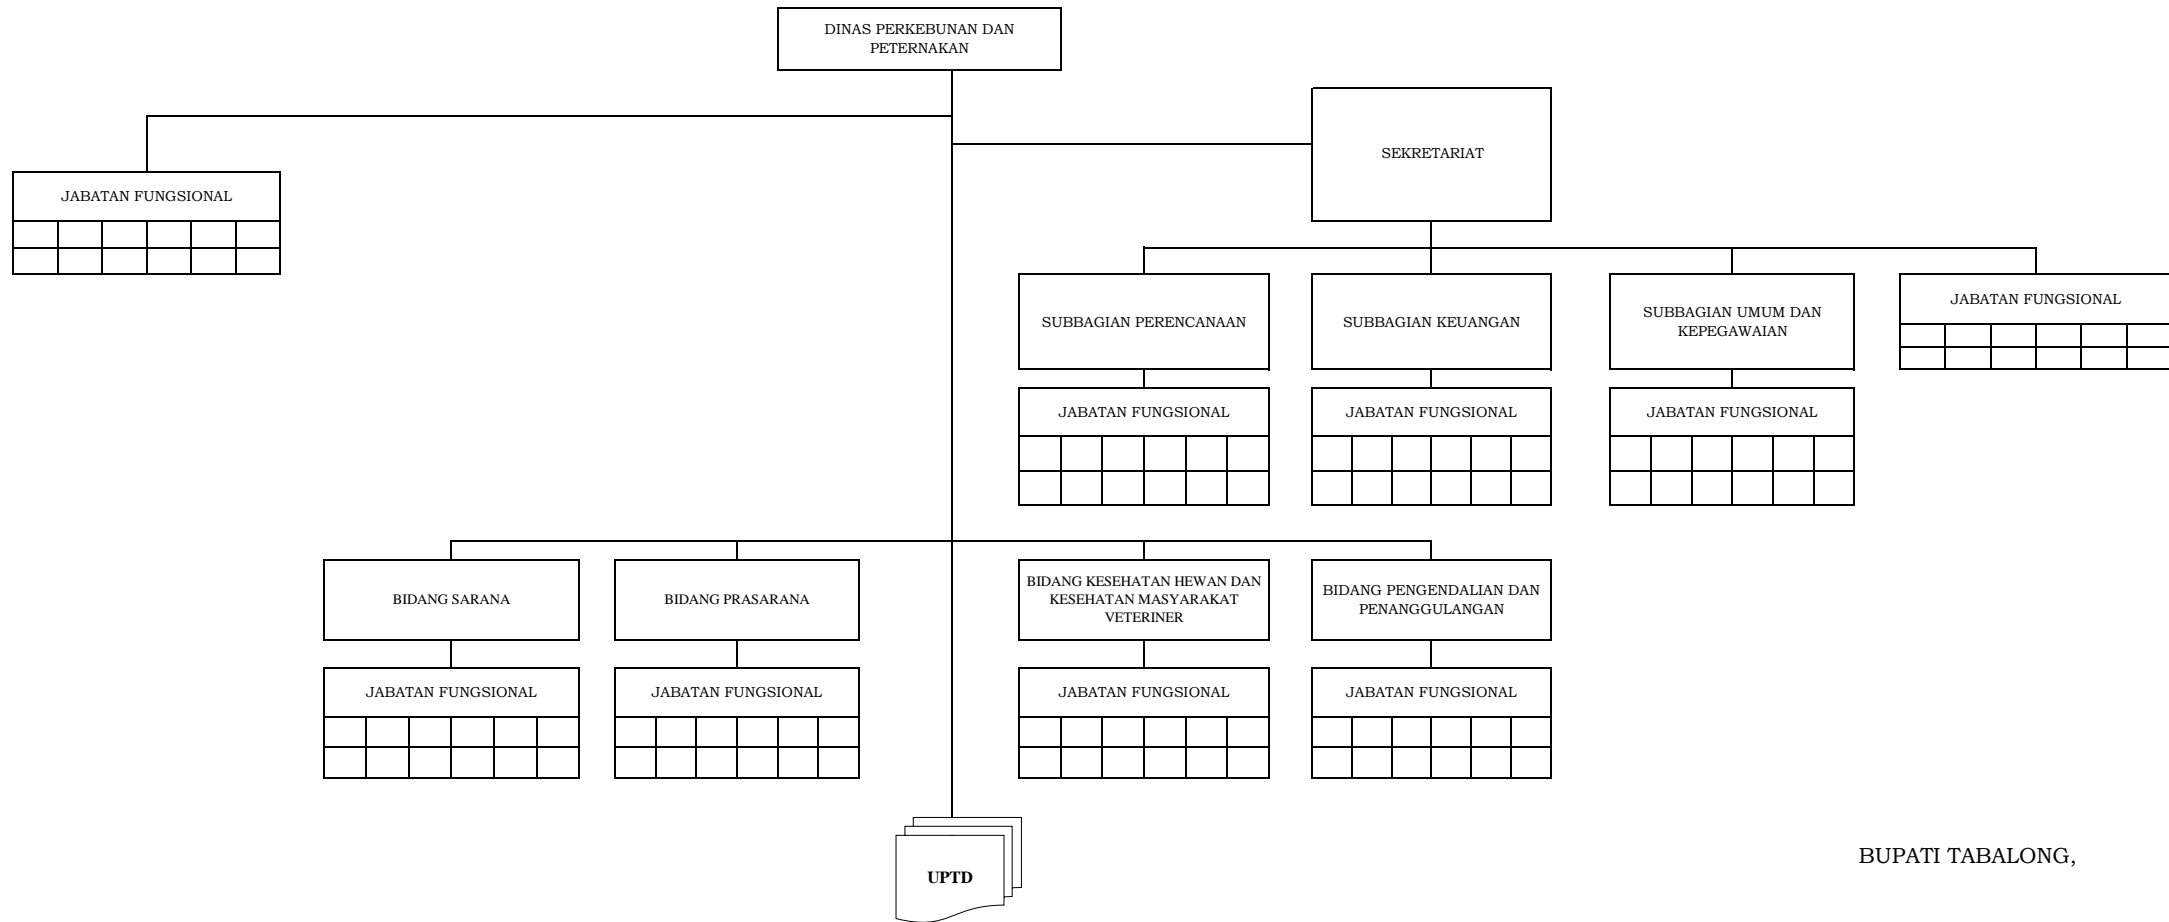 DINAS PERKEBUNAN DAN
PETERNAKAN
SEKRETARIAT
JABATAN FUNGSIONAL
SUBBAGIAN PERENCANAAN
SUBBAGIAN KEUANGAN
SUBBAGIAN UMUM DAN
KEPEGAWAIAN
JABATAN FUNGSIONAL
JABATAN FUNGSIONAL
JABATAN FUNGSIONAL
JABATAN FUNGSIONAL
BIDANG SARANA
BIDANG PRASARANA
BIDANG KESEHATAN HEWAN DAN
KESEHATAN MASYARAKAT
VETERINER
BIDANG PENGENDALIAN DAN
PENANGGULANGAN
JABATAN FUNGSIONAL
JABATAN FUNGSIONAL
JABATAN FUNGSIONAL
JABATAN FUNGSIONAL
UPTD
BUPATI TABALONG,